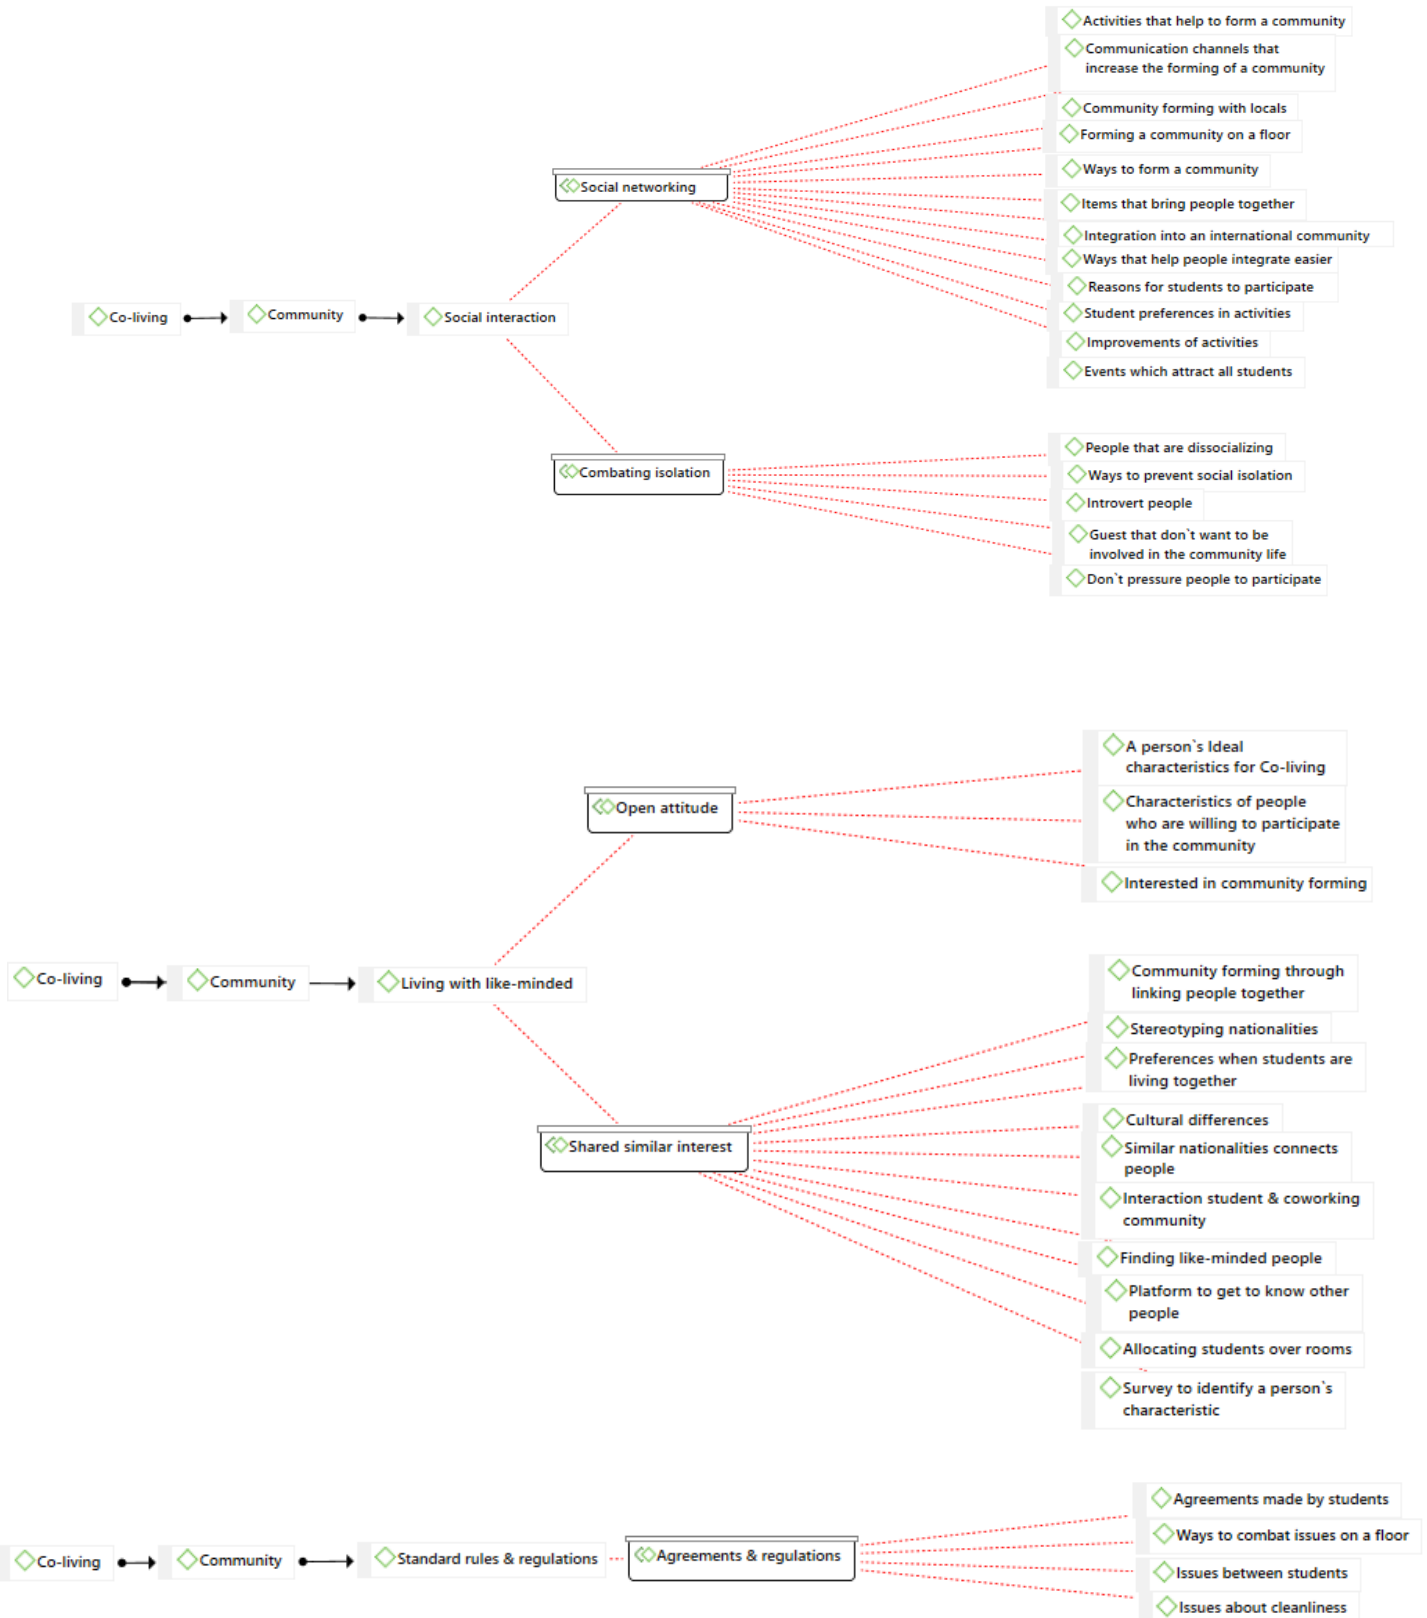 Activities that help to form a community
Communication channels that
increase the forming of a community
Community forming with locals
Forming a community on a floor
Ways to form a community
Social networking
Items that bring people together
Integration into an international community
Ways that help people integrate easier
Reasons for students to participate
Co-living
Community
Social interaction
Student preferences in activities
Improvements of activities
Events which attract all students
People that are dissocializing
Combating isolation
Ways to prevent social isolation
Introvert people
Guest that don`t want to be
involved in the community life
Don`t pressure people to participate
A person`s Ideal
characteristics for Co-living
Open attitude
Characteristics of people
who are willing to participate
in the community
Interested in community forming
Co-living
Community
Living with like-minded
Community forming through
linking people together
Stereotyping nationalities
Preferences when students are
living together
Shared similar interest
Cultural differences
Similar nationalities connects
people
Interaction student & coworking
community
Finding like-minded people
Platform to get to know other
people
Allocating students over rooms
Survey to identify a person`s
characteristic
Agreements made by students
Ways to combat issues on a floor
Co-living
Community
Standard rules & regulations
Agreements & regulations
Issues between students
Issues about cleanliness